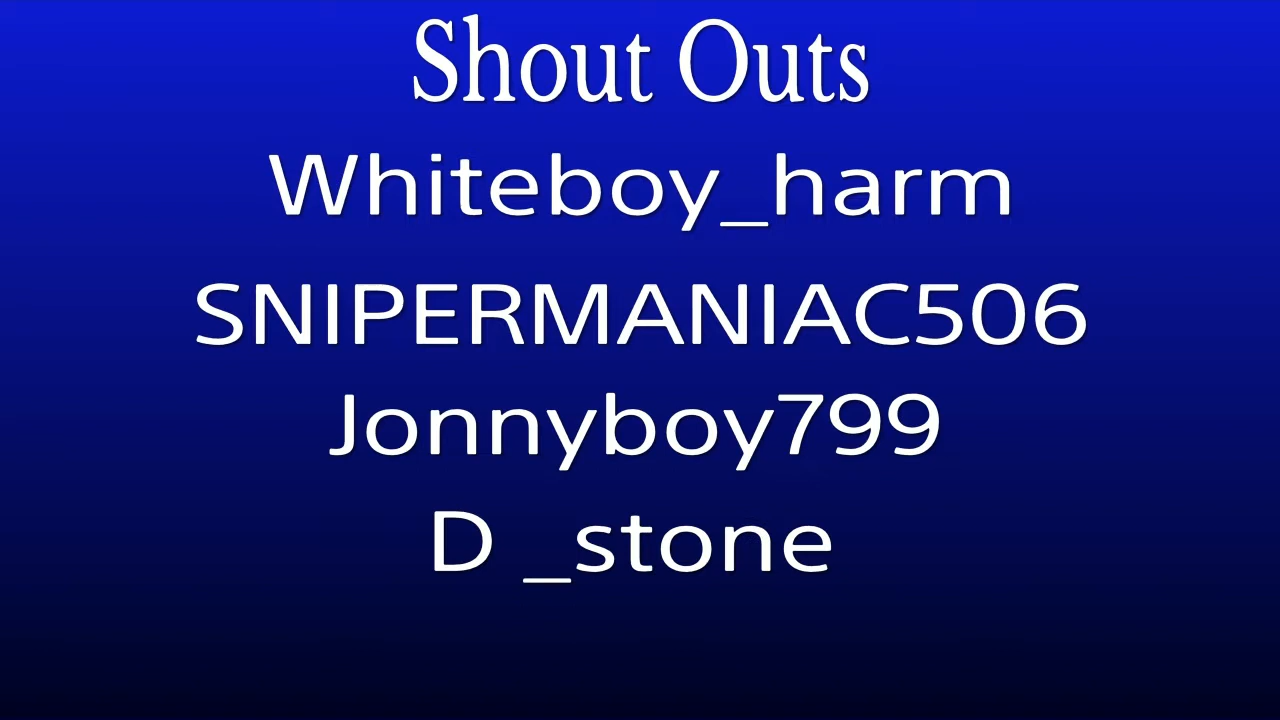 Shout Outs
Whiteboy_harm
SNIPERMANIAC506
Jonnyboy799
D _stone